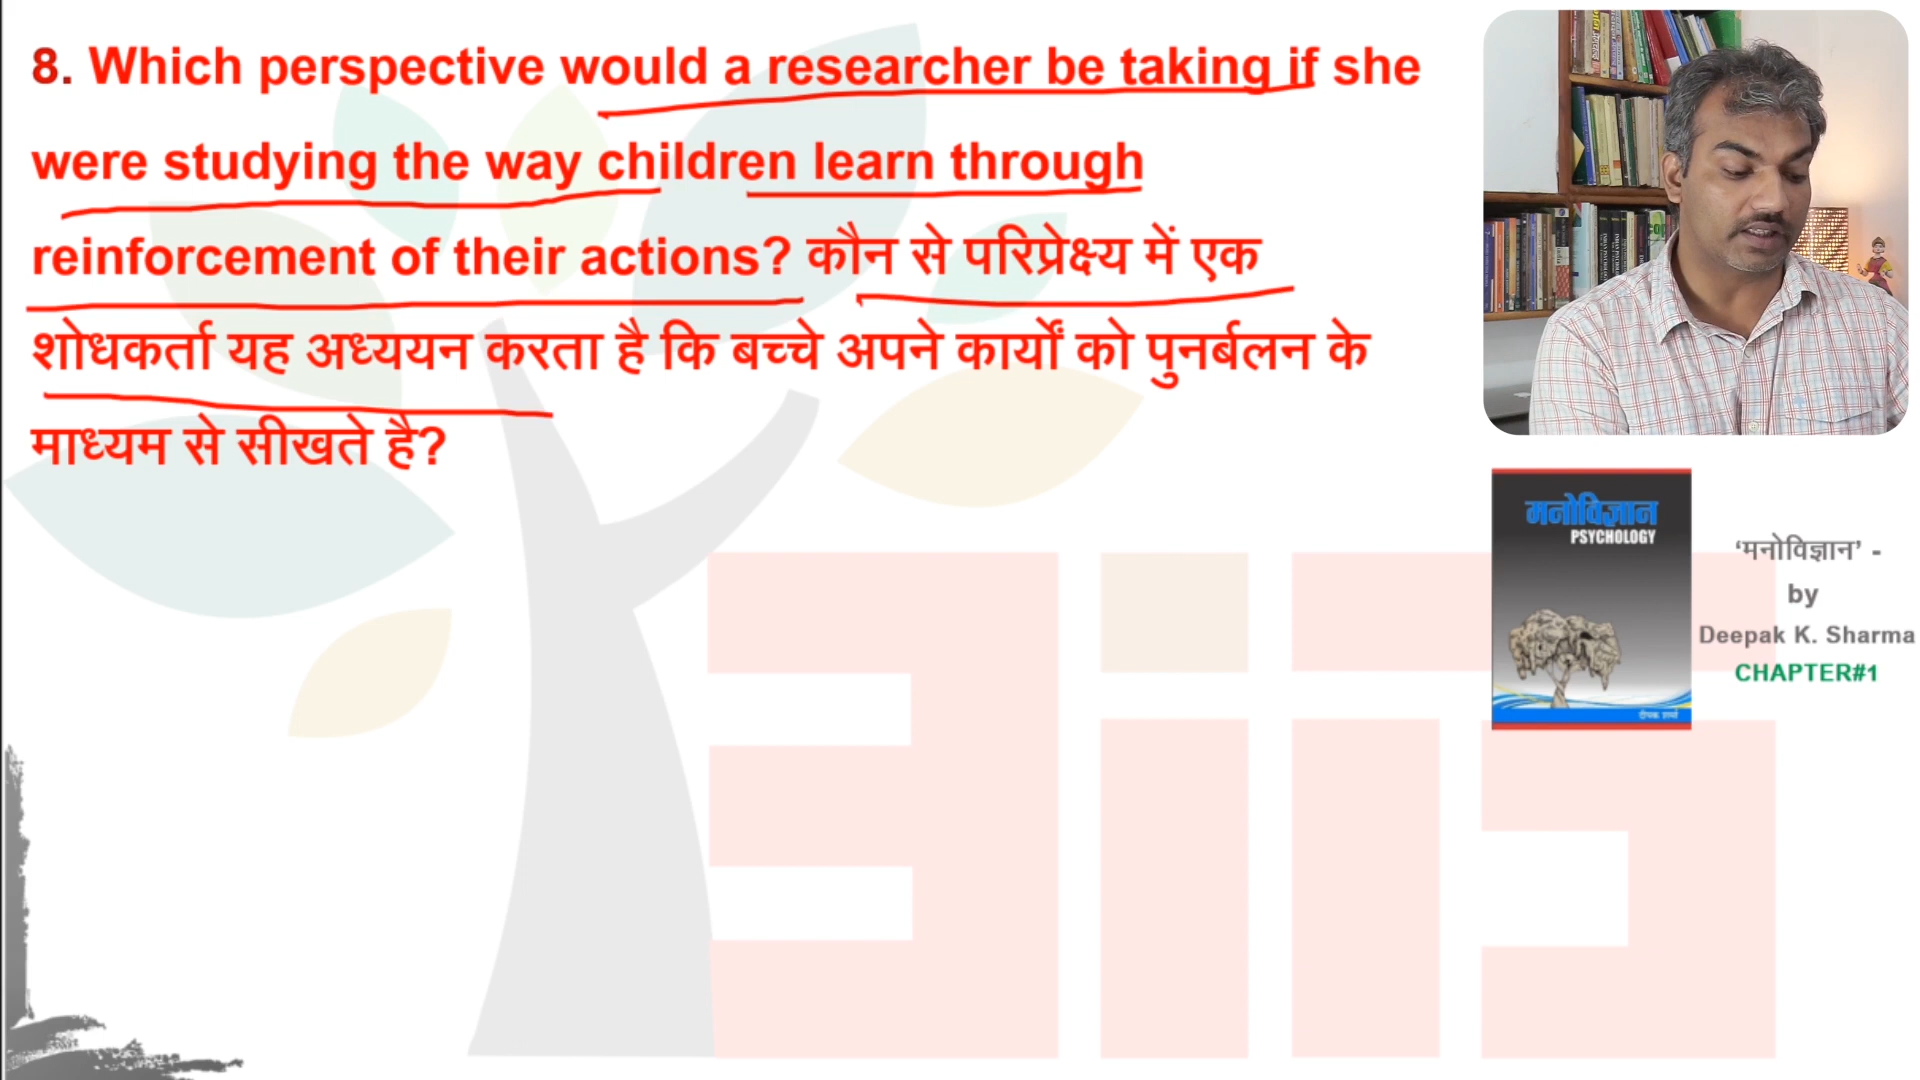 8. Which perspective would a researcher be taking if she
were studying the way children learn through
reinforcement of their actions? कौन से परिप्रेक्ष्य में एक
शोधकर्ता यह अध्ययन करता है कि बच्चे अपने कार्यों को पुनर्बलन के
माध्यम से सीखते है?
मनोविज्ञान
PSYCHOLOGY
दीपक शर्मा
‘मनोविज्ञान’ -
by
Deepak K. Sharma
CHAPTER#1